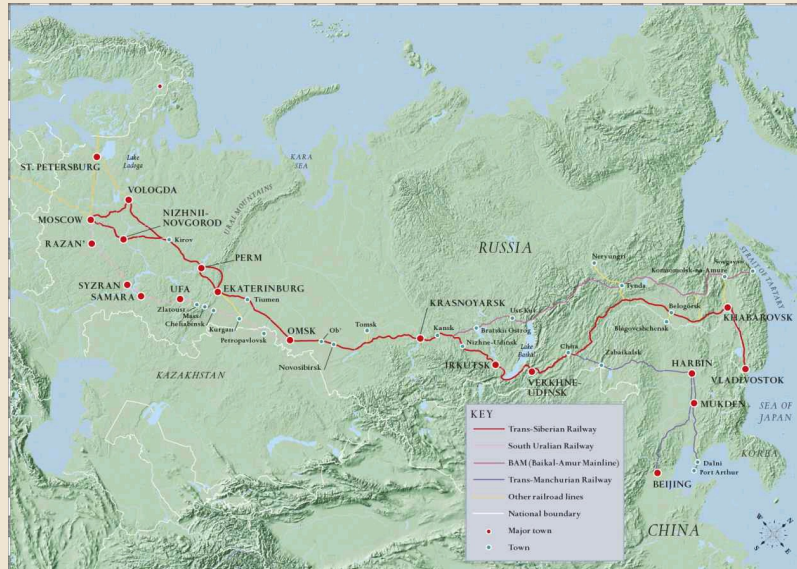 KARA
SEA
ST. PETERSBURG
Lake
Ladoga
VOLOGDA
MOSCOW
NIZHNII-
NOVGOROD
RAZAN'
Kirov
URAL MOUNTAINS
PERM
SYZRAN
SAMARA
UFA
EKATERINBURG
Zlatoust
Miass
Cheliabinsk
Tiumen
Kurgan
Petropavlovsk
OMSK
Ob'
Tomsk
Novosibirsk
KAZAKHSTAN
RUSSIA
KRASNOYARSK
Kansk
Nizhne-Udinsk
Bratskii Ostrog
Ust-Kut
IRKUTSK
Lake
Baikal
VERKHNE-
UDINSK
Chita
Zabaikalsk
Neryungri
Tynda
Komsomolsk-na-Amure
STRAIT OF TARTARY
Belogorsk
Blagoveshchensk
KHABAROVSK
HARBIN
VLADIVOSTOK
MUKDEN
SEA OF
JAPAN
KOREA
Dalni
Port Arthur
BEIJING
CHINA
KEY
Trans-Siberian Railway
South Uralian Railway
BAM (Baikal-Amur Mainline)
Trans-Manchurian Railway
Other railroad lines
National boundary
Major town
Town
N
E
S
W